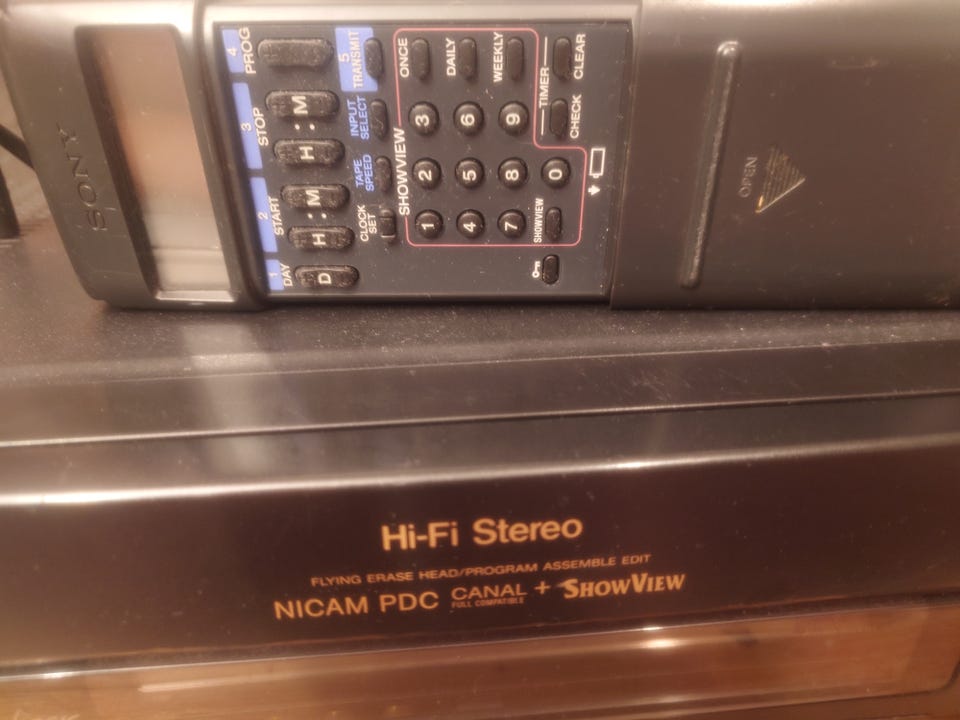 SONY
4
PROG
3
STOP
2
START
1
DAY
M
:
H
M
:
H
D
5
TRANSMIT
INPUT
SELECT
TAPE
SPEED
CLOCK
SET
SHOWVIEW
ONCE
DAILY
WEEKLY
3 6 9
2 5 8 0
1 4 7
SHOWVIEW
TIMER
CLEAR
CHECK
OPEN
Hi-Fi Stereo
FLYING ERASE HEAD/PROGRAM ASSEMBLE EDIT
NICAM PDC CANAL + SHOWVIEW
FULL COMPATIBLE